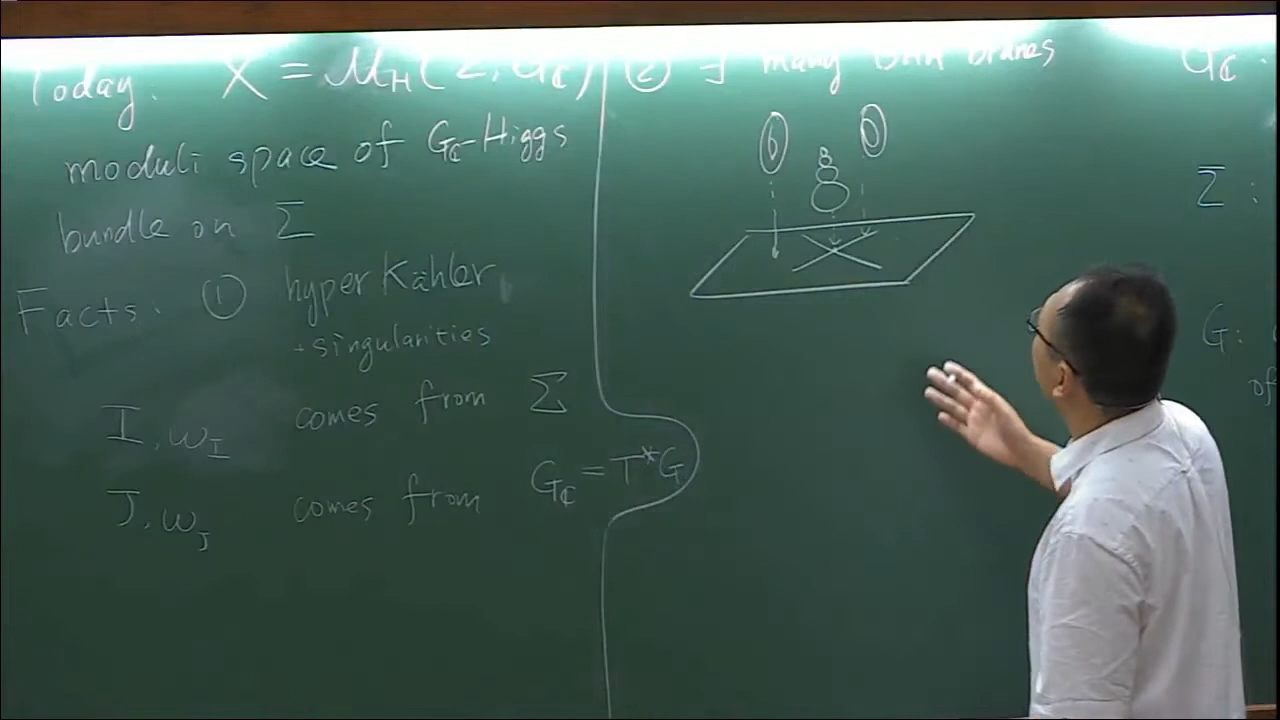 Today: X = M_H(Σ, G_ℂ)
moduli space of G_ℂ-Higgs
bundle on Σ
Facts: ① hyperKähler
+singularities
I, ω_I comes from Σ
J, ω_J comes from G_ℂ = T*G
② ∃ many branes
G_ℂ:
Σ:
G:
of